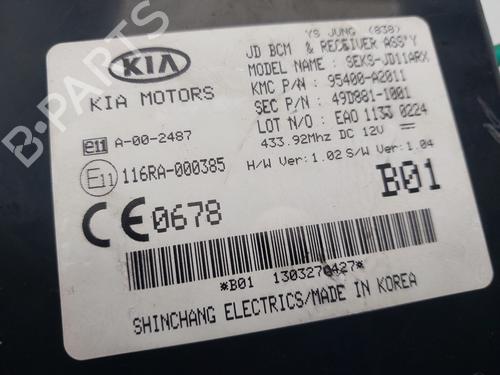 YS JUNG (838)
JD BCM & RECEIVER ASS'Y
MODEL NAME : SEKS-JD11ARX
KMC P/N : 95400-A2011
SEC P/N : 49D881-1001
LOT N/O : EAO 1133 0224
433.92Mhz DC 12V
H/W Ver: 1.02 S/W Ver: 1.04
KIA
KIA MOTORS
e11 A-00-2487
E11 116RA-000385
CE 0678
B01
*B01 1303270427*
SHINCHANG ELECTRICS/MADE IN KOREA
B-PARTS